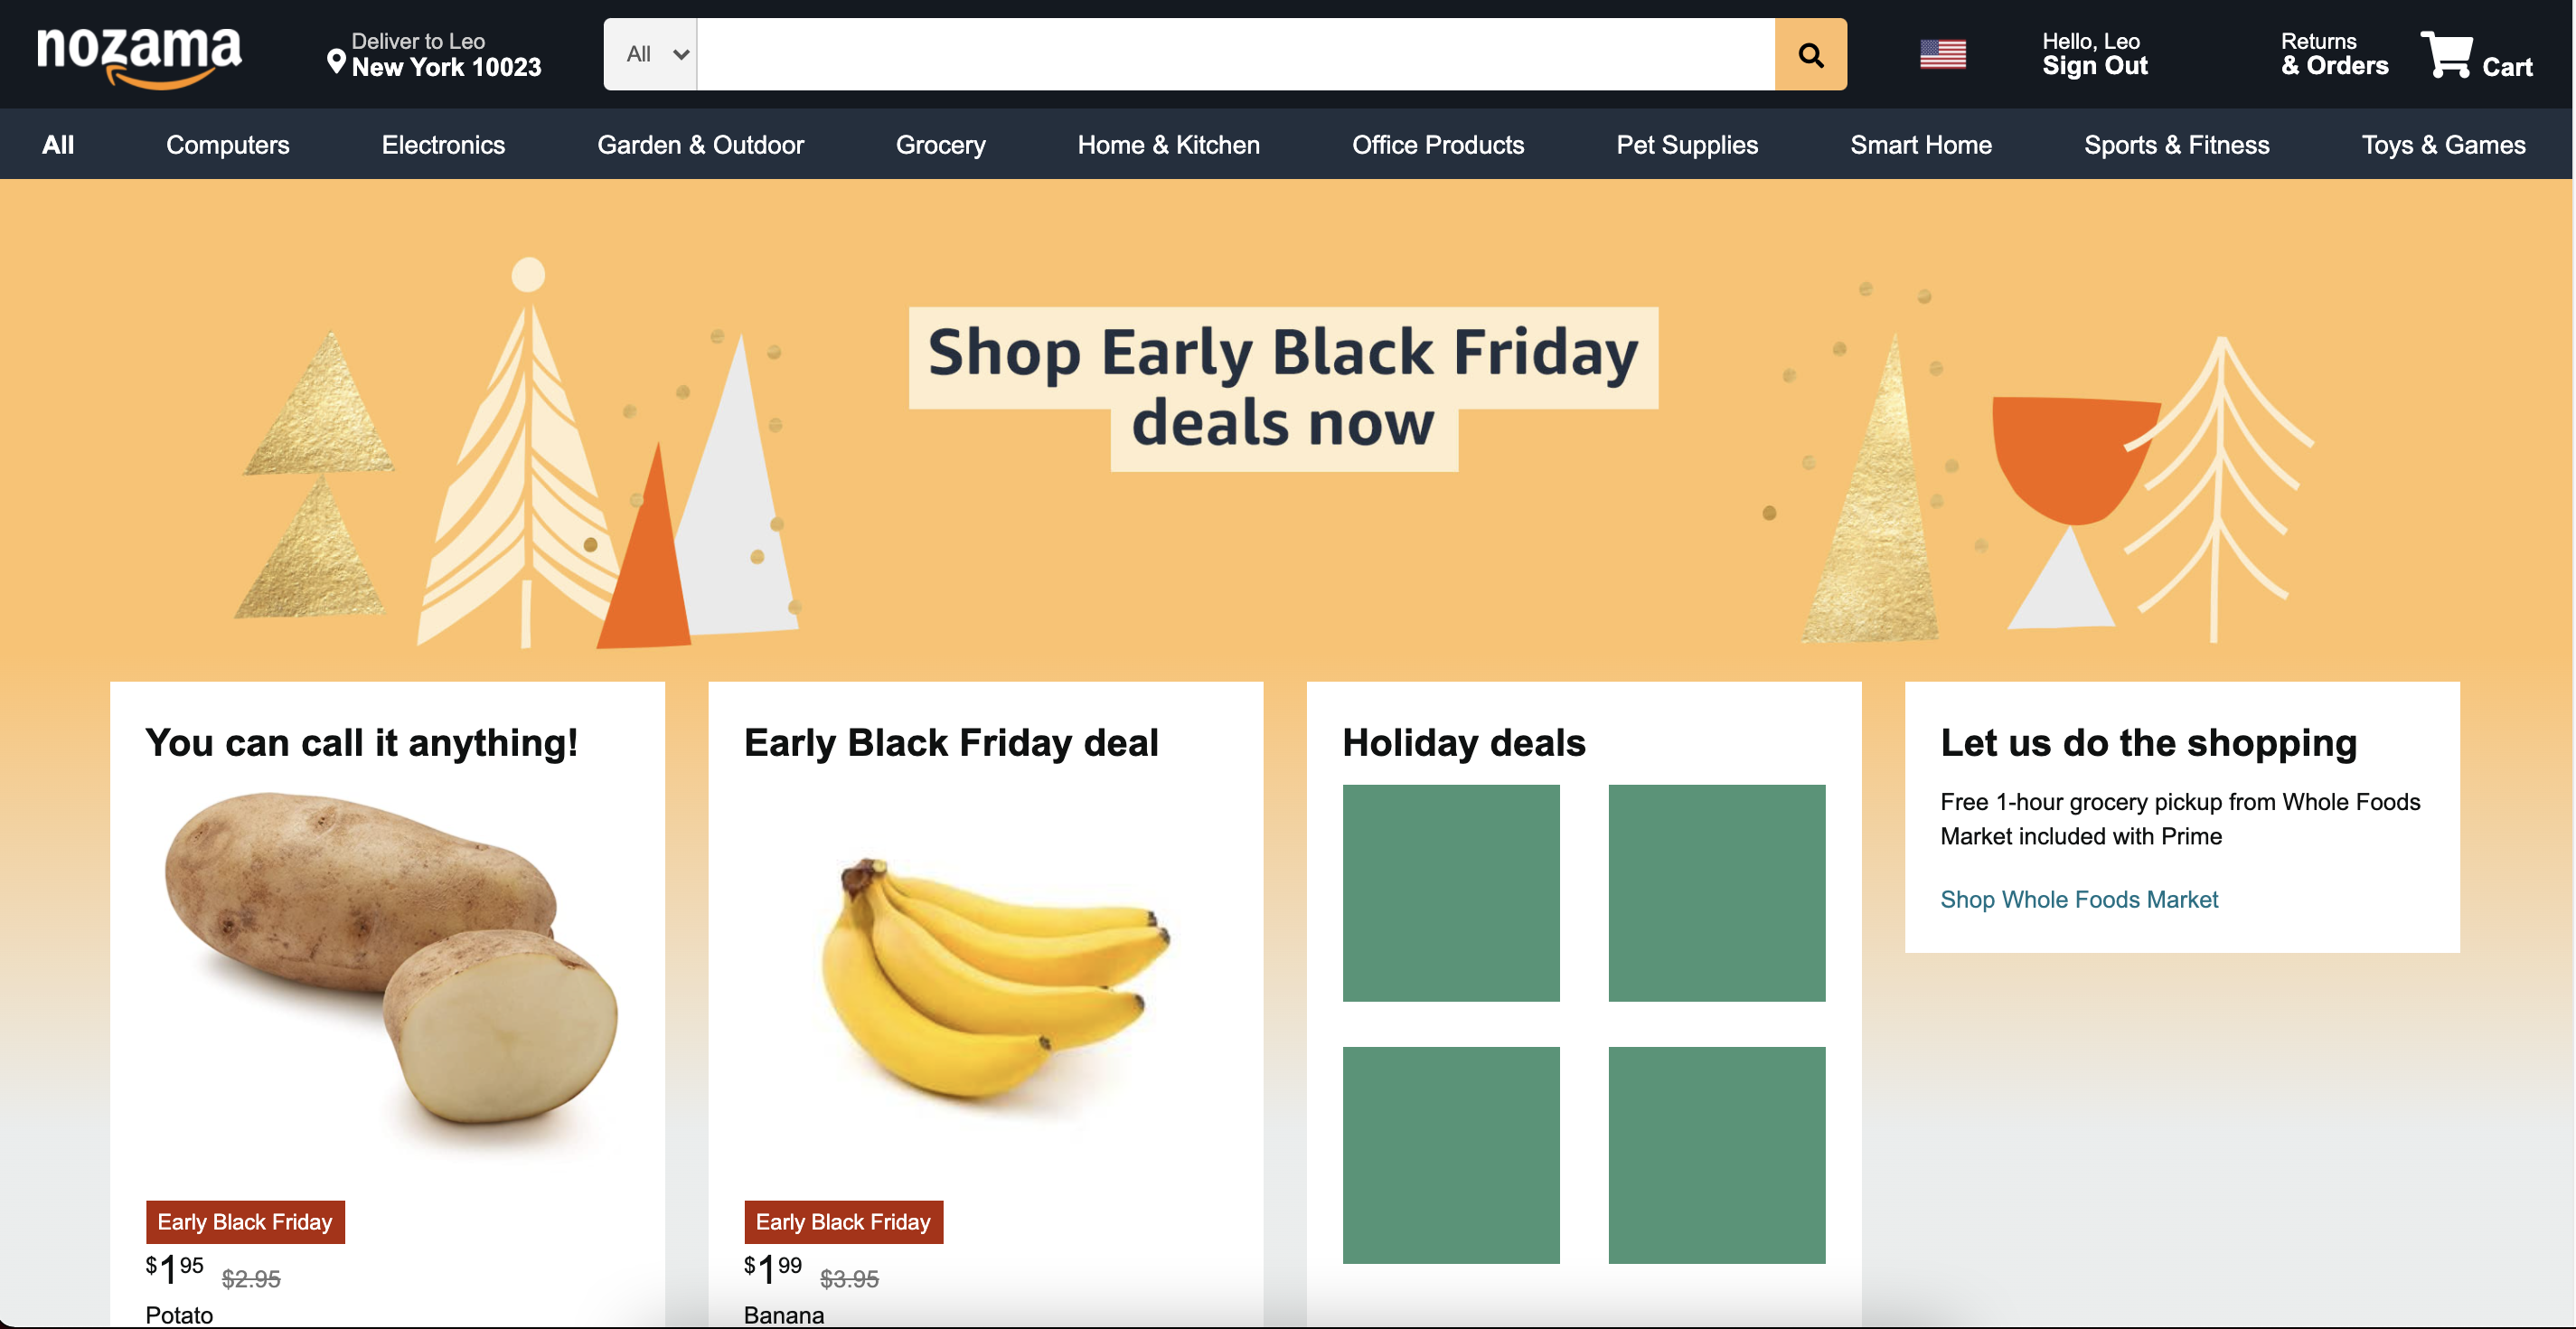 nozama
Deliver to Leo
New York 10023
All
Hello, Leo
Sign Out
Returns
& Orders
Cart
All
Computers
Electronics
Garden & Outdoor
Grocery
Home & Kitchen
Office Products
Pet Supplies
Smart Home
Sports & Fitness
Toys & Games
Shop Early Black Friday
deals now
You can call it anything!
Early Black Friday
$195 $2.95
Potato
Early Black Friday deal
Early Black Friday
$199 $3.95
Banana
Holiday deals
Let us do the shopping
Free 1-hour grocery pickup from Whole Foods
Market included with Prime
Shop Whole Foods Market